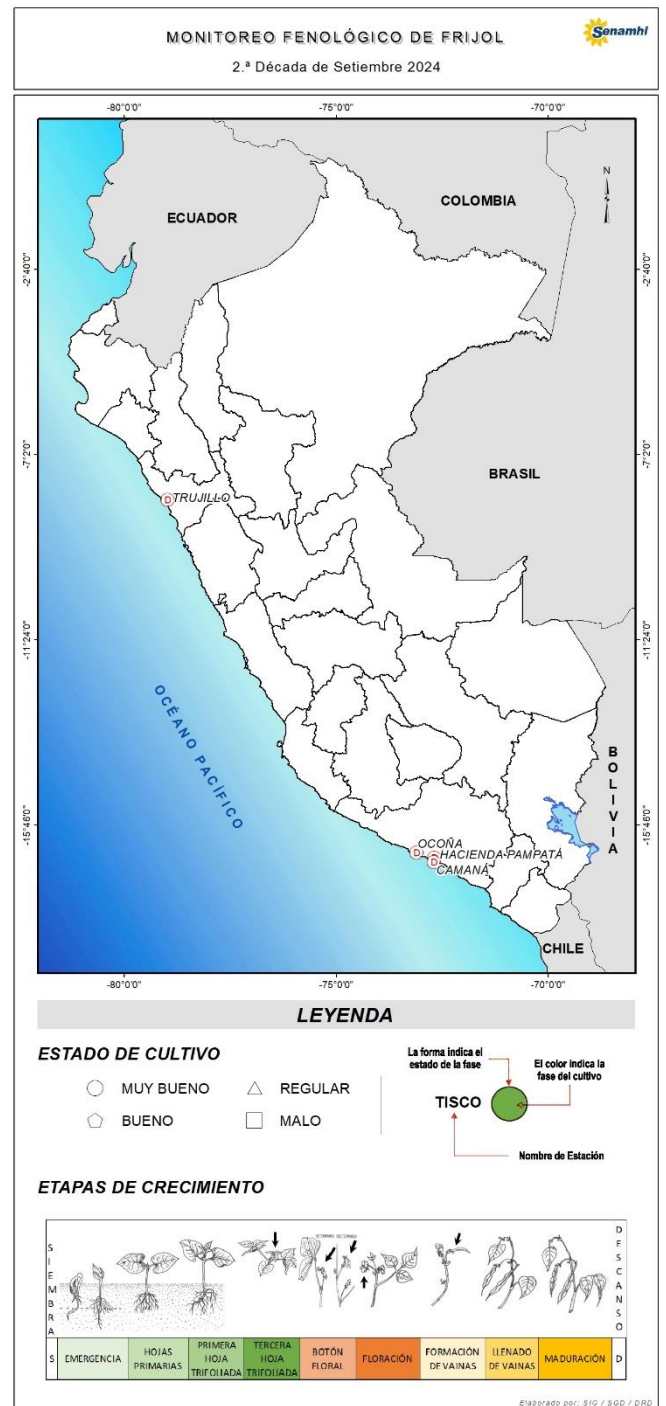 MONITOREO FENOLÓGICO DE FRIJOL
Senamhi
2.ª Década de Setiembre 2024
-80°0'0" -75°0'0" -70°0'0"
N
COLOMBIA
ECUADOR
-2°40'0" -2°40'0"
-7°2'0" -7°2'0"
BRASIL
D TRUJILLO
-11°24'0" -11°24'0"
OCÉANO PACÍFICO
BOLIVIA
-15°46'0" -15°46'0"
OCOÑA
D HACIENDA-PAMPATÁ
D CAMANÁ
CHILE
-80°0'0" -75°0'0" -70°0'0"
LEYENDA
ESTADO DE CULTIVO
MUY BUENO REGULAR
BUENO MALO
La forma indica el
estado de la fase
El color indica la
fase del cultivo
TISCO
Nombre de Estación
ETAPAS DE CRECIMIENTO
SIEMBRA
DESCANSO
S EMERGENCIA
HOJAS
PRIMARIAS
PRIMERA
HOJA
TRIFOLIADA
TERCERA
HOJA
TRIFOLIADA
BOTÓN
FLORAL
FLORACIÓN
FORMACIÓN
DE VAINAS
LLENADO
DE VAINAS
MADURACIÓN D
Elaborado por: SIG / SGD / DRD